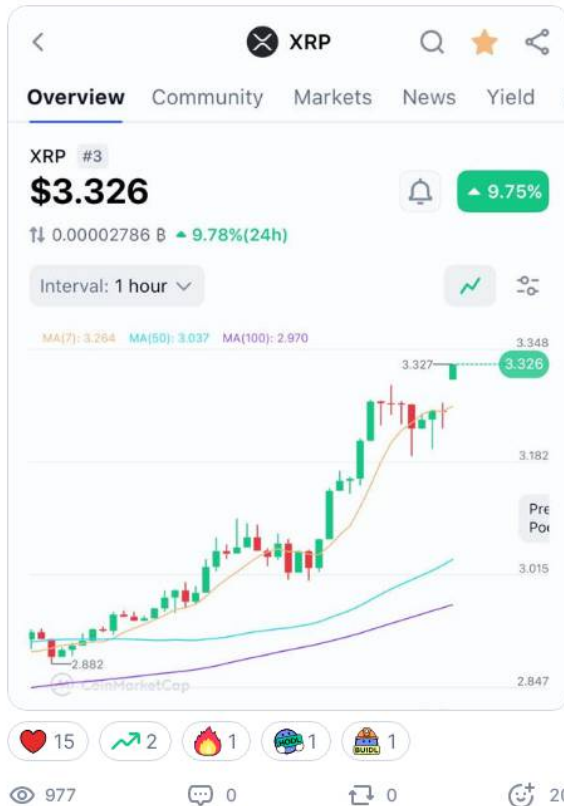 XRP
Overview Community Markets News Yield
XRP #3
$3.326
9.75%
0.00002786 ₿ 9.78%(24h)
Interval: 1 hour
MA(7): 3.264 MA(50): 3.037 MA(100): 2.970
3.348
3.327
3.326
3.182
Pre
Po
3.015
2.882
CoinMarketCap
2.847
15 2 1 1 1
HODL
BUIDL
977 0 0 20